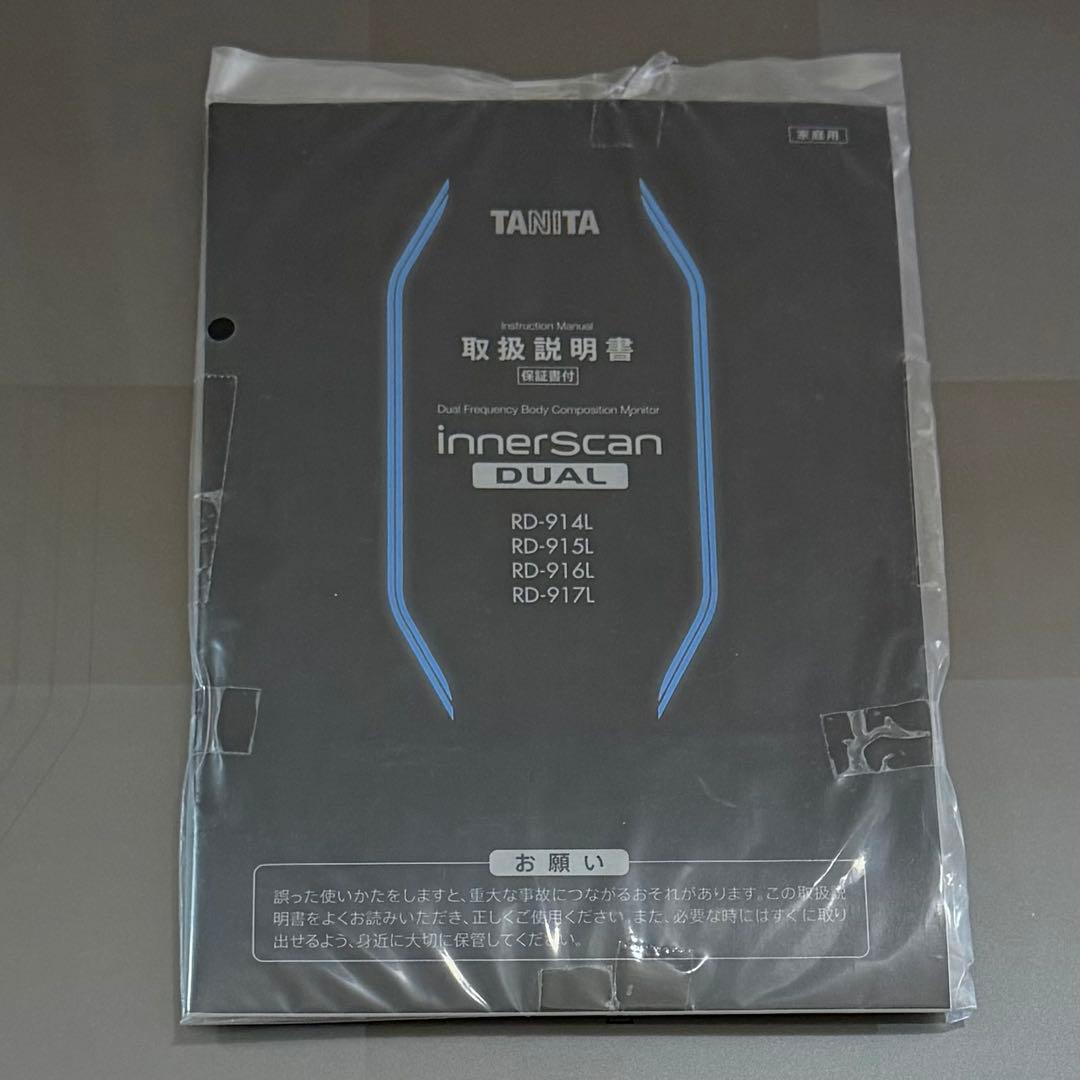 家庭用
TANITA
Instruction Manual
取扱説明書
保証書付
Dual Frequency Body Composition Monitor
innerScan
DUAL
RD-914L
RD-915L
RD-916L
RD-917L
お願い
誤った使いかたをしますと、重大な事故につながるおそれがあります。この取扱説
明書をよくお読みいただき、正しくご使用ください。また、必要な時にはすぐに取り
出せるよう、身近に大切に保管してください。